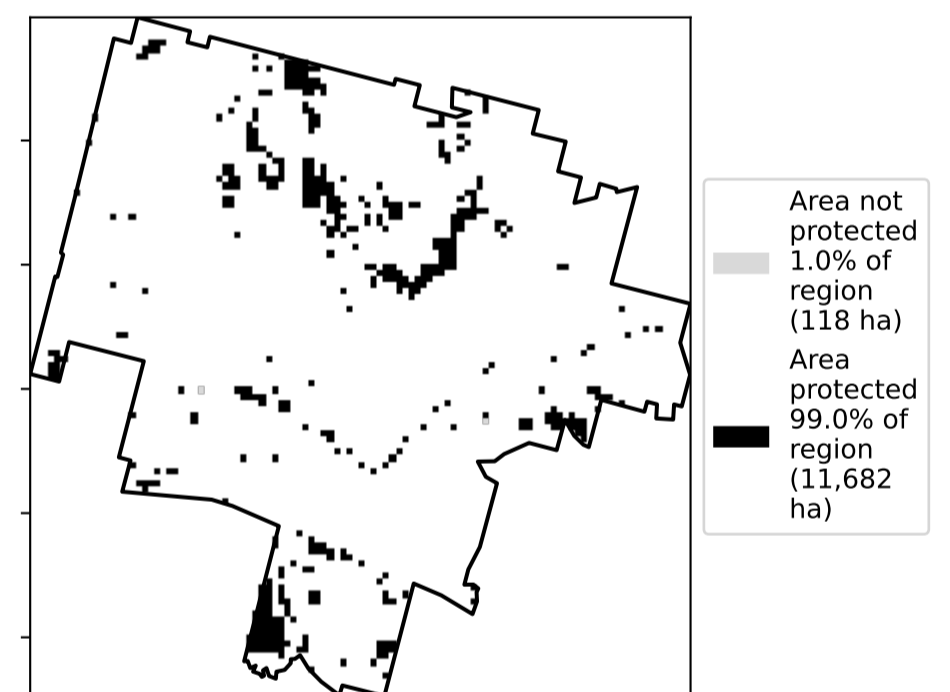 Area not
protected
1.0% of
region
(118 ha)
Area
protected
99.0% of
region
(11,682
ha)